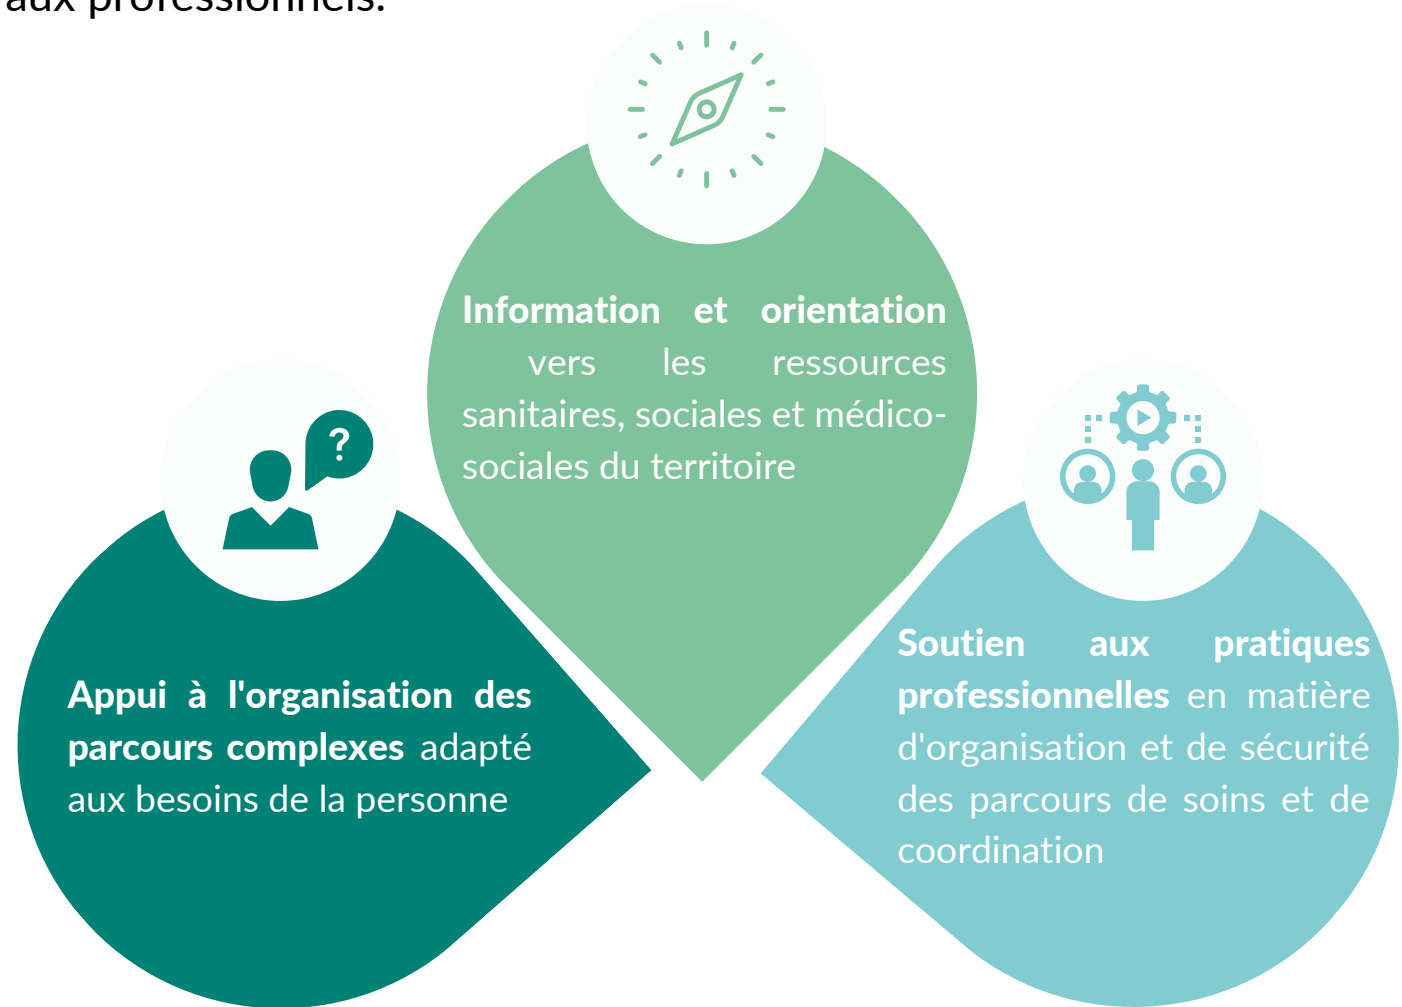 aux professionnels.
Information et orientation
vers les ressources
sanitaires, sociales et médico-
sociales du territoire
?
Appui à l'organisation des
parcours complexes adapté
aux besoins de la personne
Soutien aux pratiques
professionnelles en matière
d'organisation et de sécurité
des parcours de soins et de
coordination